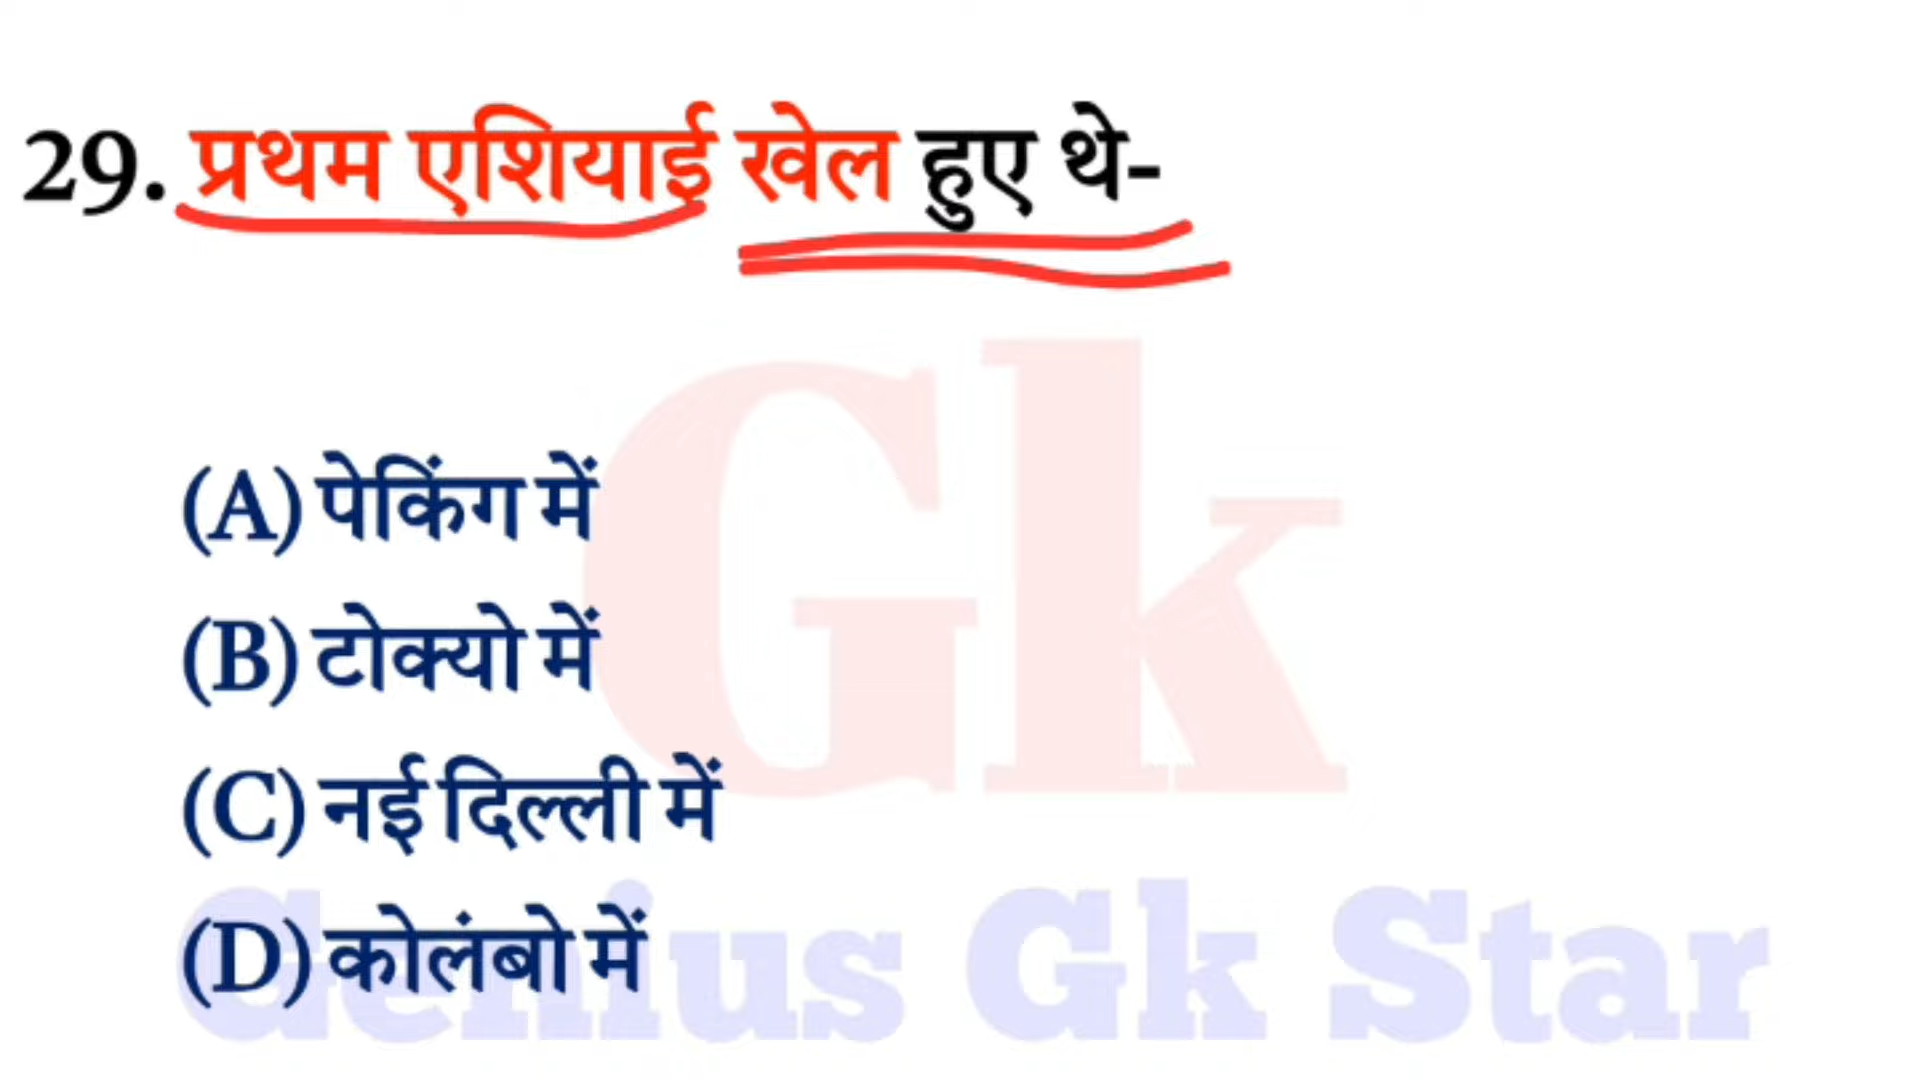 29. प्रथम एशियाई खेल हुए थे-
(A) पेकिंग में
(B) टोक्यो में
(C) नई दिल्ली में
(D) कोलंबो में
Gk
Genius Gk Star